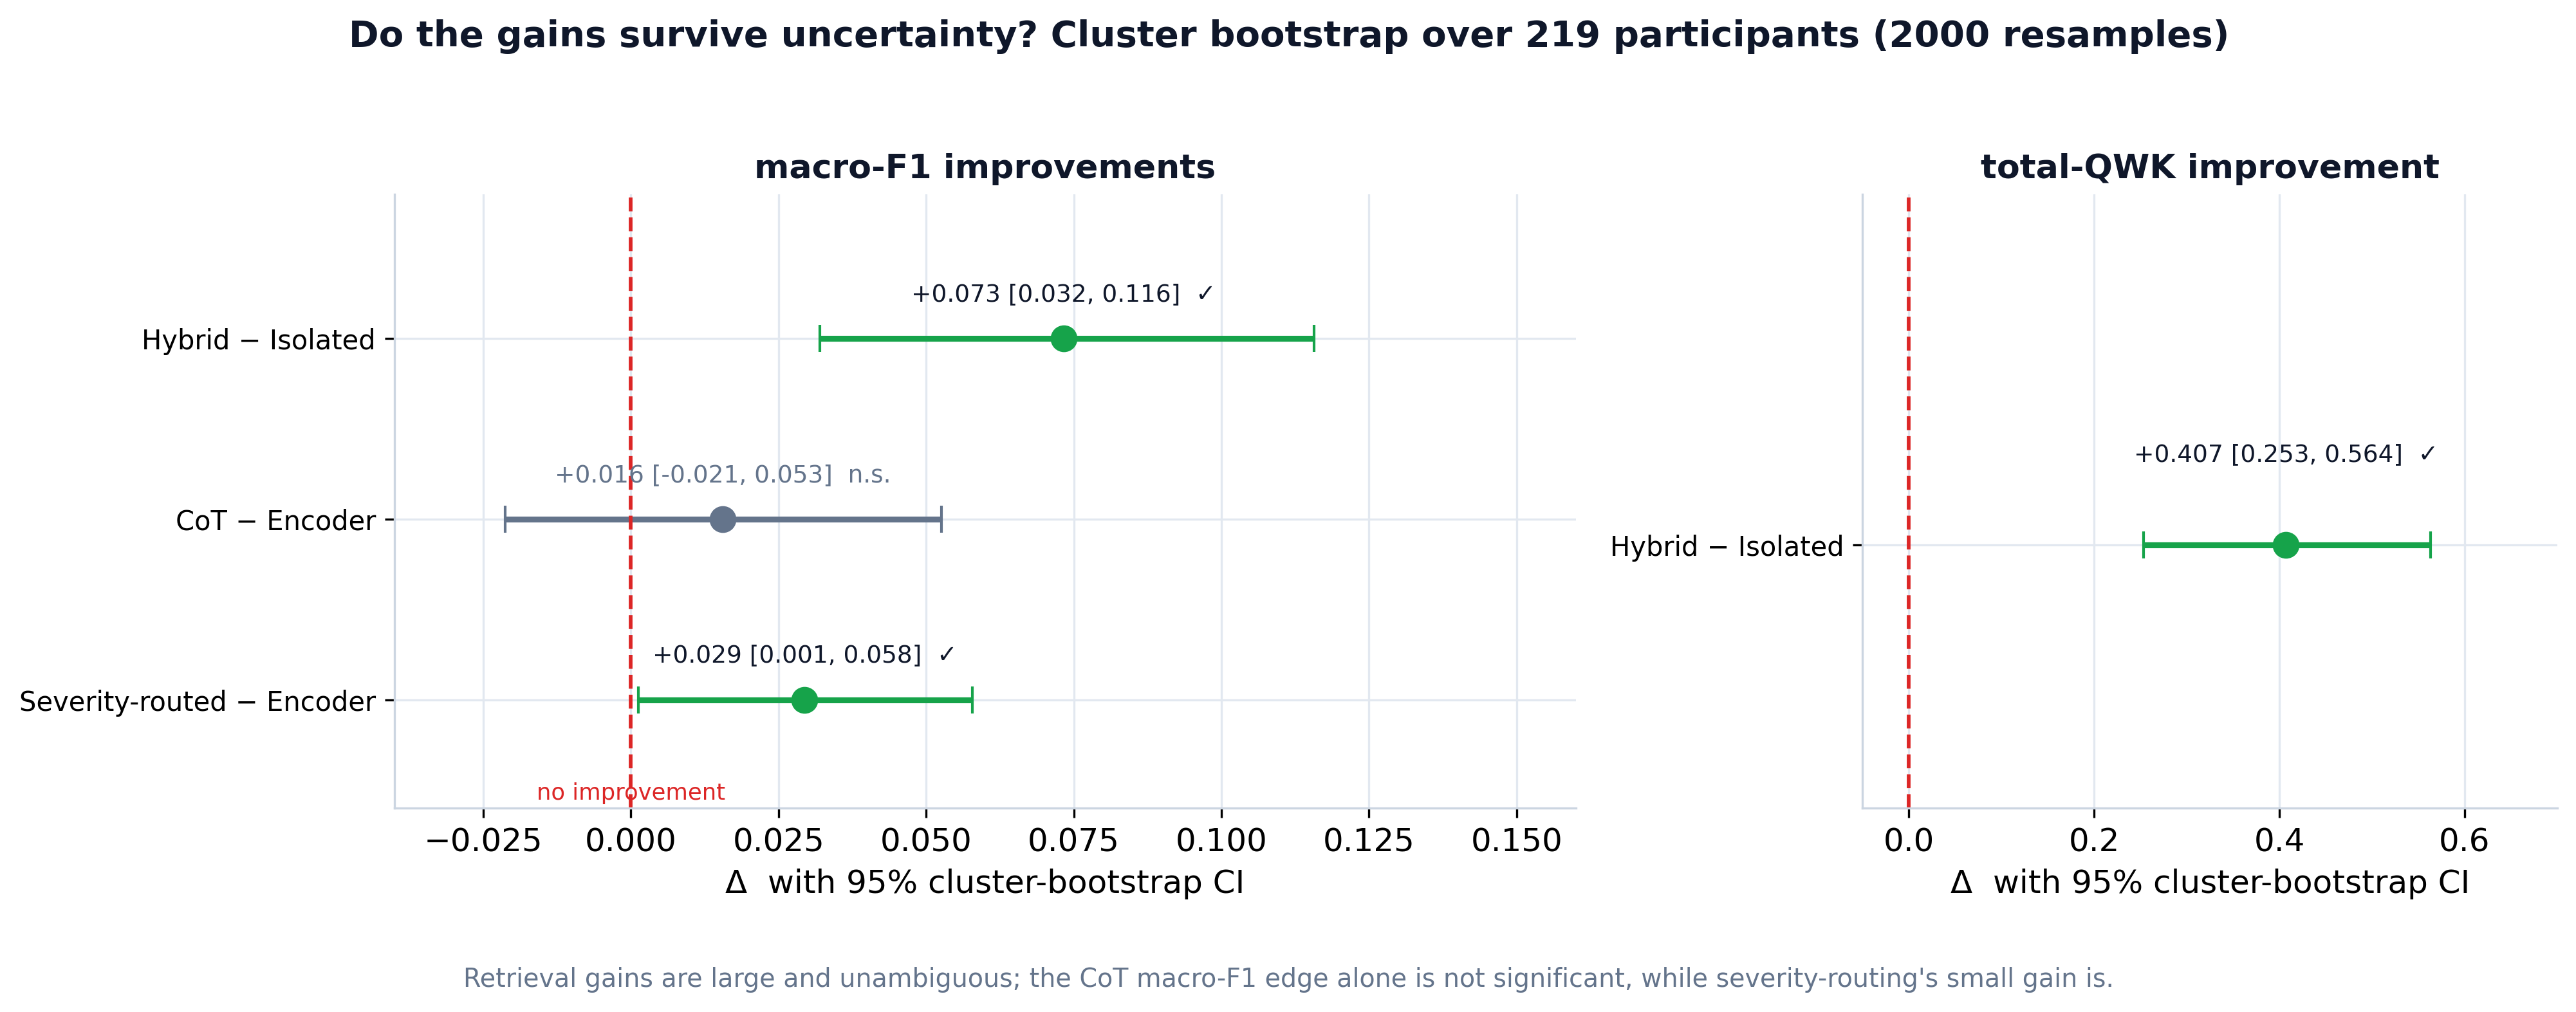 Do the gains survive uncertainty? Cluster bootstrap over 219 participants (2000 resamples)
macro-F1 improvements
Hybrid − Isolated
+0.073 [0.032, 0.116] ✓
CoT − Encoder
+0.016 [-0.021, 0.053] n.s.
Severity-routed − Encoder
+0.029 [0.001, 0.058] ✓
no improvement
−0.025 0.000 0.025 0.050 0.075 0.100 0.125 0.150
Δ with 95% cluster-bootstrap CI
total-QWK improvement
+0.407 [0.253, 0.564] ✓
Hybrid − Isolated
0.0 0.2 0.4 0.6
Δ with 95% cluster-bootstrap CI
Retrieval gains are large and unambiguous; the CoT macro-F1 edge alone is not significant, while severity-routing's small gain is.